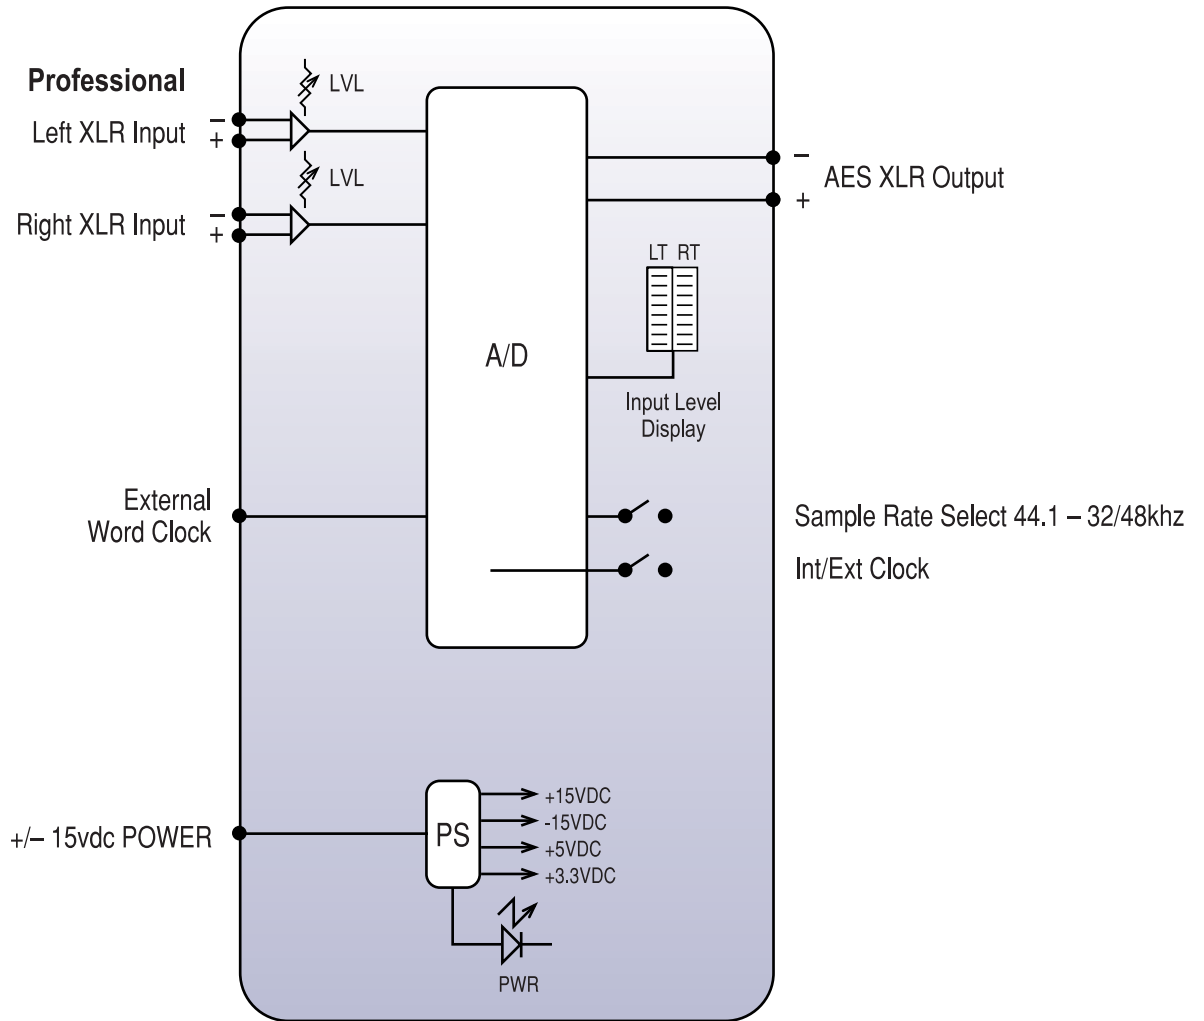 Professional
LVL
Left XLR Input
−
+
LVL
Right XLR Input
−
+
−
AES XLR Output
+
LT RT
A/D
Input Level
Display
External
Word Clock
Sample Rate Select 44.1 – 32/48khz
Int/Ext Clock
+/– 15vdc POWER
PS
+15VDC
-15VDC
+5VDC
+3.3VDC
PWR